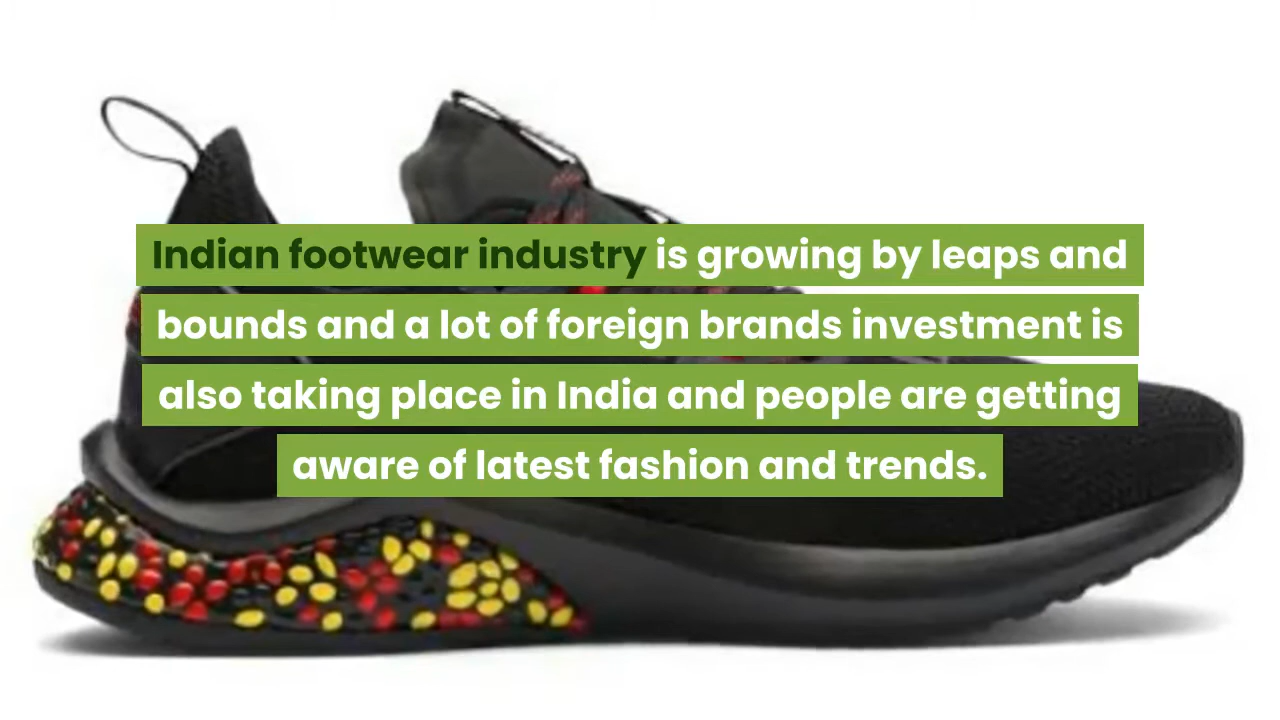 Indian footwear industry is growing by leaps and
bounds and a lot of foreign brands investment is
also taking place in India and people are getting
aware of latest fashion and trends.